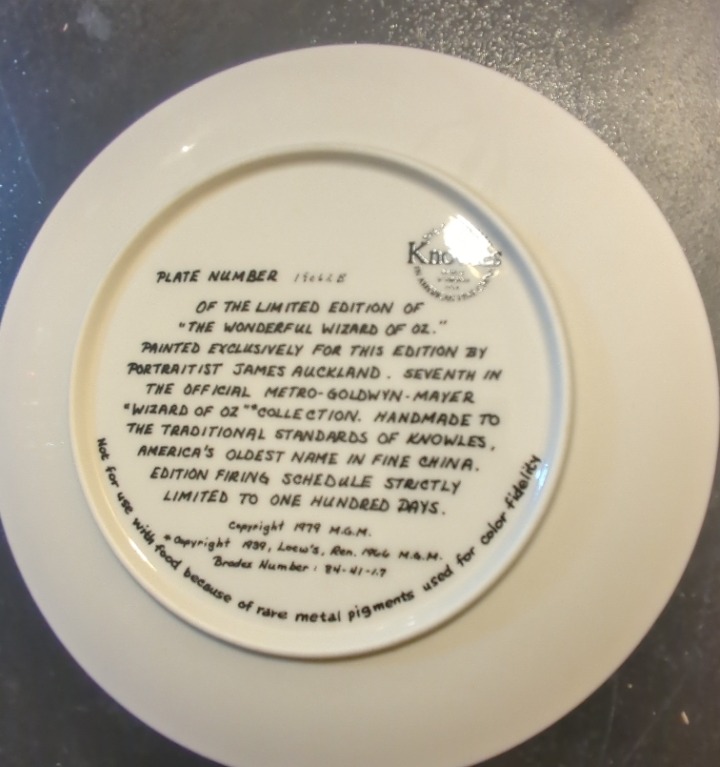 Knowles
PLATE NUMBER
OF THE LIMITED EDITION OF
"THE WONDERFUL WIZARD OF OZ."
PAINTED EXCLUSIVELY FOR THIS EDITION BY
PORTRAITIST JAMES AUCKLAND. SEVENTH IN
THE OFFICIAL METRO-GOLDWYN-MAYER
"WIZARD OF OZ"* COLLECTION. HANDMADE TO
THE TRADITIONAL STANDARDS OF KNOWLES,
AMERICA'S OLDEST NAME IN FINE CHINA.
EDITION FIRING SCHEDULE STRICTLY
LIMITED TO ONE HUNDRED DAYS.
Copyright 1979 M.G.M.
*Copyright 1939, Loew's, Ren. 1966 M.G.M.
Bradex Number: 84-41-1.7
Not for use with food because of rare metal pigments used for color fidelity